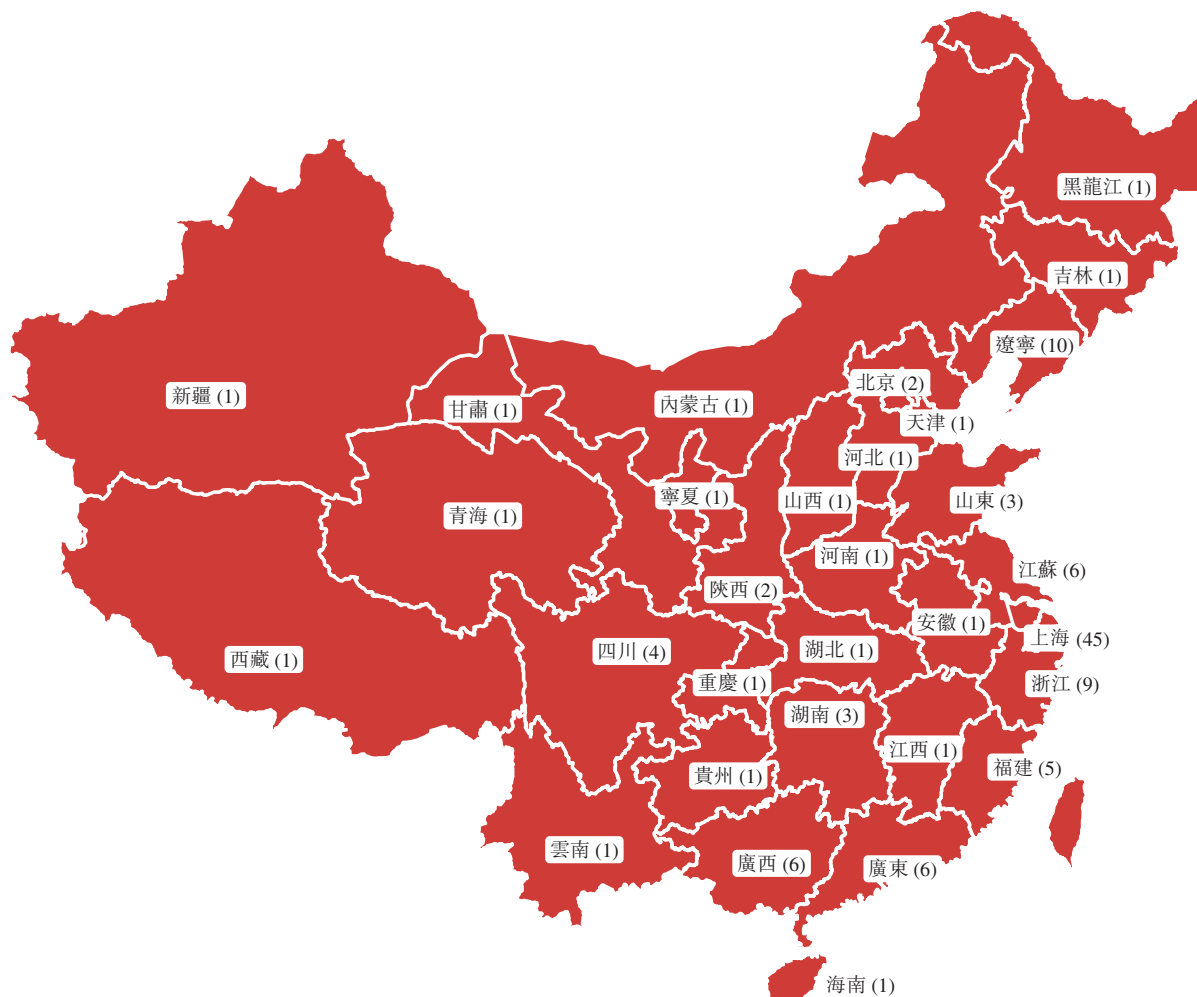 黑龍江 (1)
吉林 (1)
遼寧 (10)
北京 (2)
新疆 (1)
甘肅 (1)
內蒙古 (1)
天津 (1)
河北 (1)
寧夏 (1)
山西 (1)
山東 (3)
青海 (1)
河南 (1)
江蘇 (6)
陝西 (2)
安徽 (1)
上海 (45)
四川 (4)
湖北 (1)
西藏 (1)
重慶 (1)
浙江 (9)
湖南 (3)
江西 (1)
福建 (5)
貴州 (1)
雲南 (1)
廣西 (6)
廣東 (6)
海南 (1)